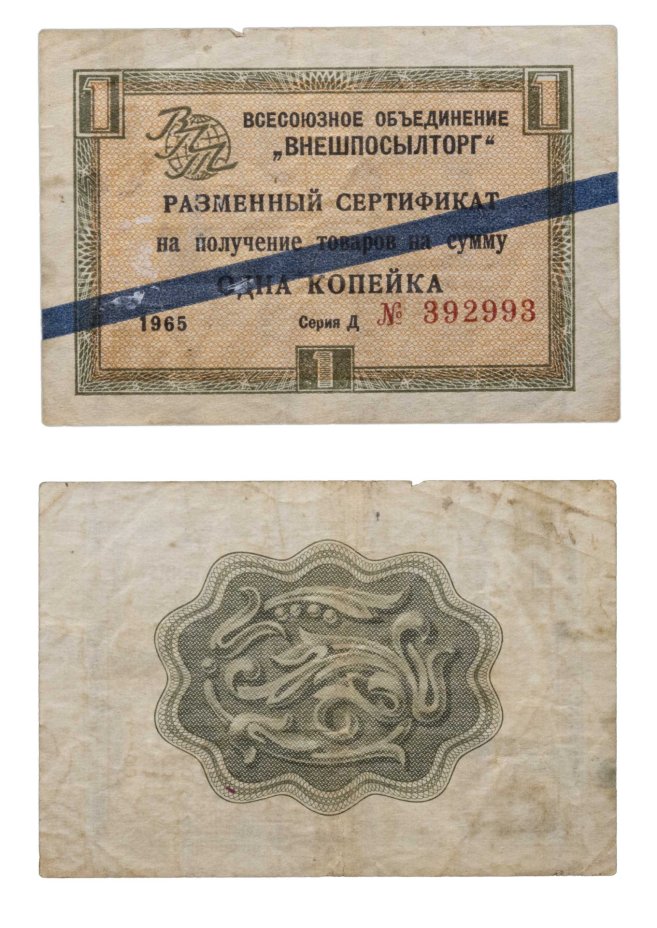 1 1
ВПТ
ВСЕСОЮЗНОЕ ОБЪЕДИНЕНИЕ
„ВНЕШПОСЫЛТОРГ“
РАЗМЕННЫЙ СЕРТИФИКАТ
на получение товаров на сумму
ОДНА КОПЕЙКА
1965 Серия Д № 392993
1